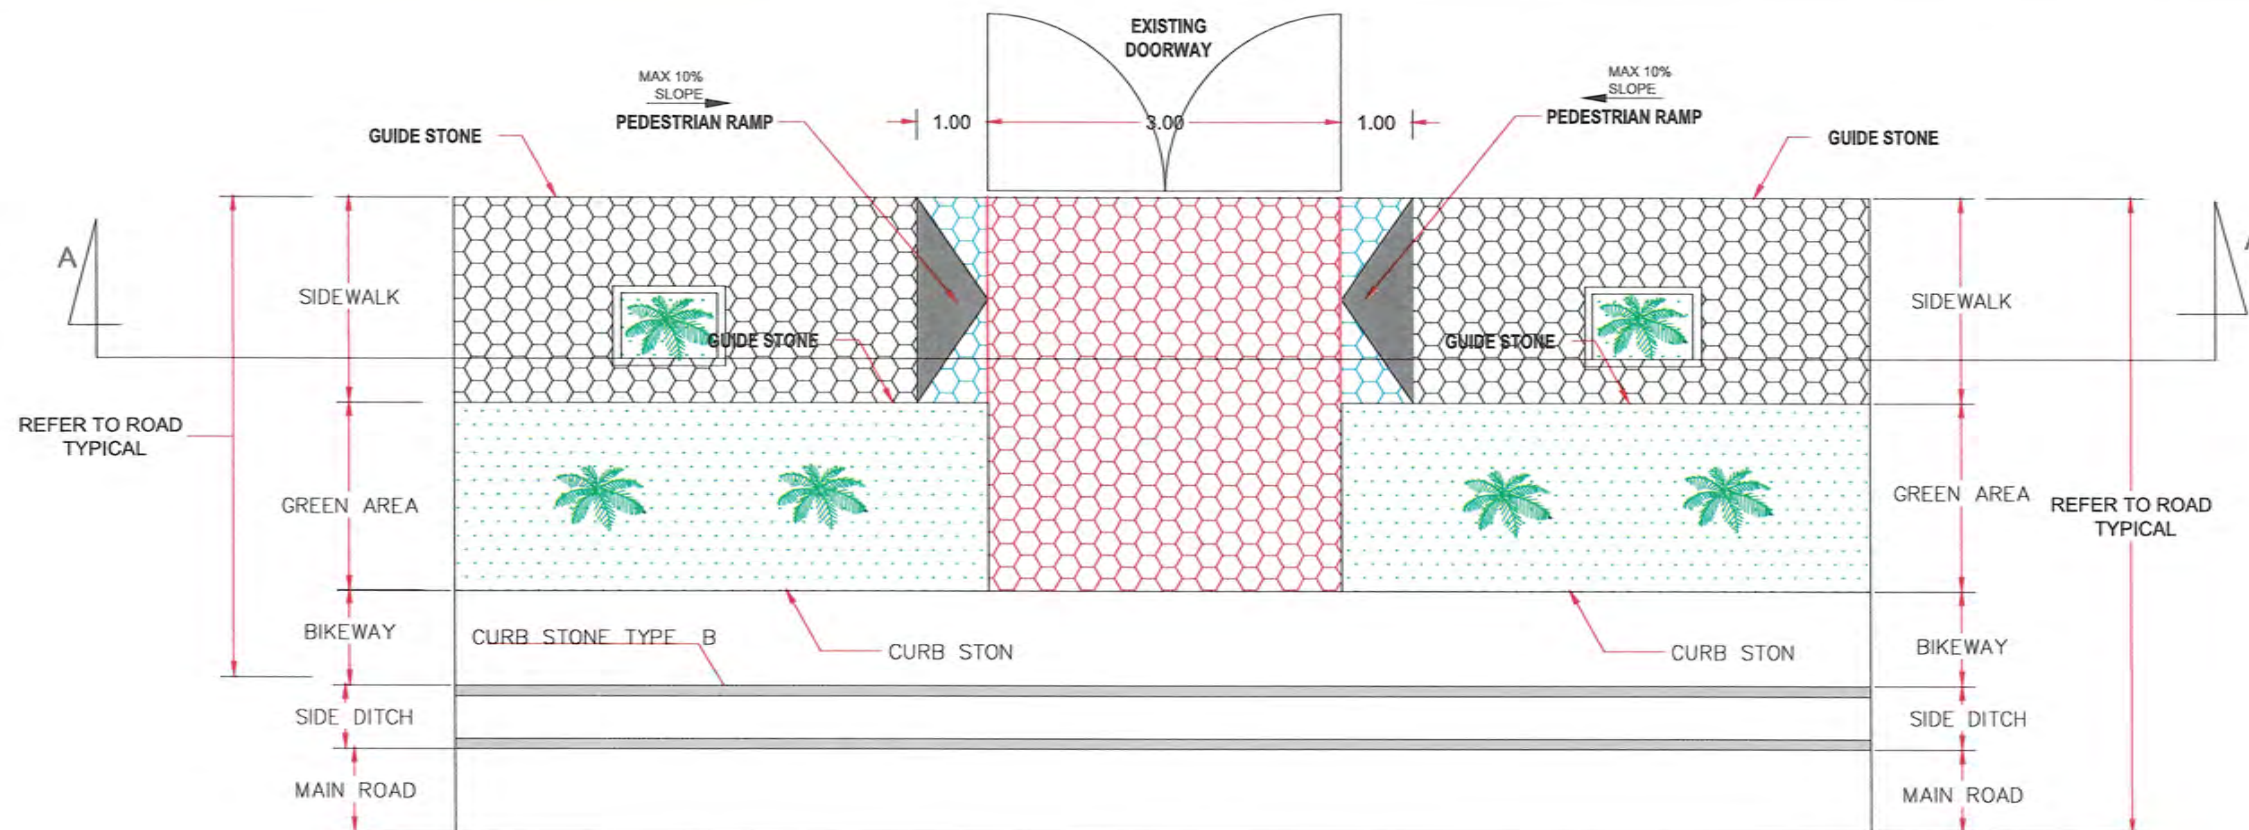 EXISTING
DOORWAY
MAX 10%
SLOPE
MAX 10%
SLOPE
PEDESTRIAN RAMP
1.00
3.00
1.00
PEDESTRIAN RAMP
GUIDE STONE
GUIDE STONE
A
A
SIDEWALK
SIDEWALK
GUIDE STONE
GUIDE STONE
REFER TO ROAD
TYPICAL
GREEN AREA
GREEN AREA
REFER TO ROAD
TYPICAL
BIKEWAY
CURB STONE TYPE B
CURB STON
CURB STON
BIKEWAY
SIDE DITCH
SIDE DITCH
MAIN ROAD
MAIN ROAD